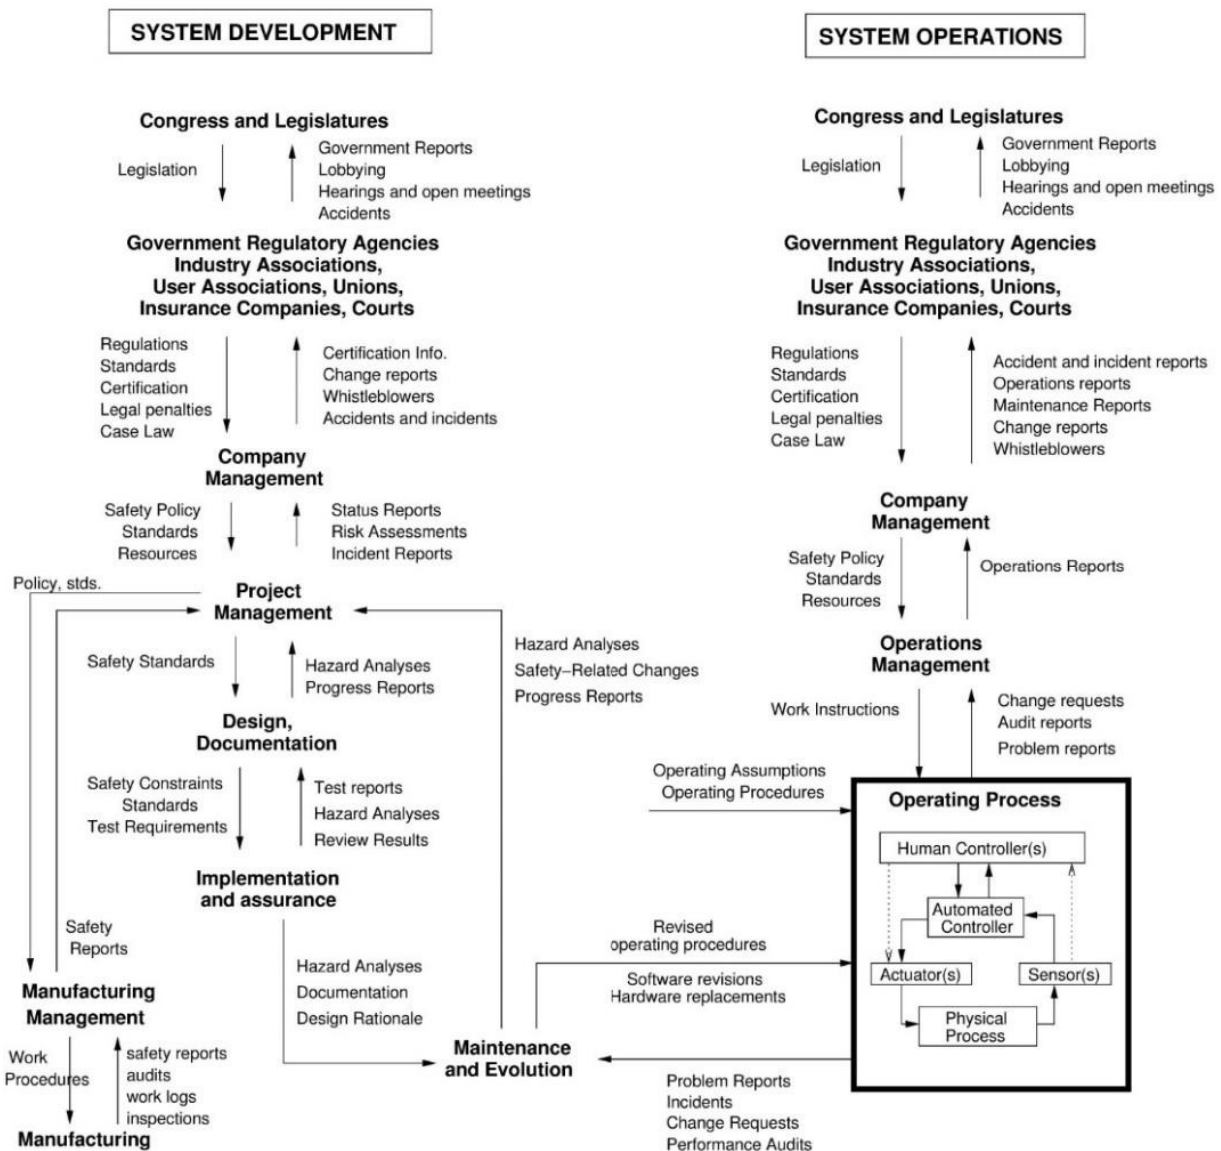 SYSTEM DEVELOPMENT
Congress and Legislatures
Legislation
Government Reports
Lobbying
Hearings and open meetings
Accidents
Government Regulatory Agencies
Industry Associations,
User Associations, Unions,
Insurance Companies, Courts
Regulations
Standards
Certification
Legal penalties
Case Law
Certification Info.
Change reports
Whistleblowers
Accidents and incidents
Company
Management
Safety Policy
Standards
Resources
Status Reports
Risk Assessments
Incident Reports
Policy, stds.
Project
Management
Safety Standards
Hazard Analyses
Progress Reports
Hazard Analyses
Safety–Related Changes
Progress Reports
Design,
Documentation
Safety Constraints
Standards
Test Requirements
Test reports
Hazard Analyses
Review Results
Implementation
and assurance
Safety
Reports
Hazard Analyses
Documentation
Design Rationale
Manufacturing
Management
Work
Procedures
safety reports
audits
work logs
inspections
Manufacturing
Maintenance
and Evolution
SYSTEM OPERATIONS
Congress and Legislatures
Legislation
Government Reports
Lobbying
Hearings and open meetings
Accidents
Government Regulatory Agencies
Industry Associations,
User Associations, Unions,
Insurance Companies, Courts
Regulations
Standards
Certification
Legal penalties
Case Law
Accident and incident reports
Operations reports
Maintenance Reports
Change reports
Whistleblowers
Company
Management
Safety Policy
Standards
Resources
Operations Reports
Operations
Management
Work Instructions
Change requests
Audit reports
Problem reports
Operating Assumptions
Operating Procedures
Operating Process
Human Controller(s)
Automated
Controller
Actuator(s)
Sensor(s)
Physical
Process
Revised
operating procedures
Software revisions
Hardware replacements
Problem Reports
Incidents
Change Requests
Performance Audits